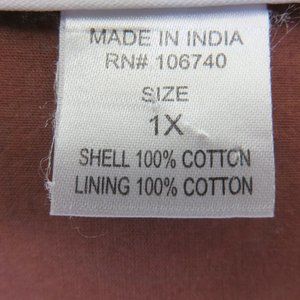 MADE IN INDIA
RN# 106740
SIZE
1X
SHELL 100% COTTON
LINING 100% COTTON